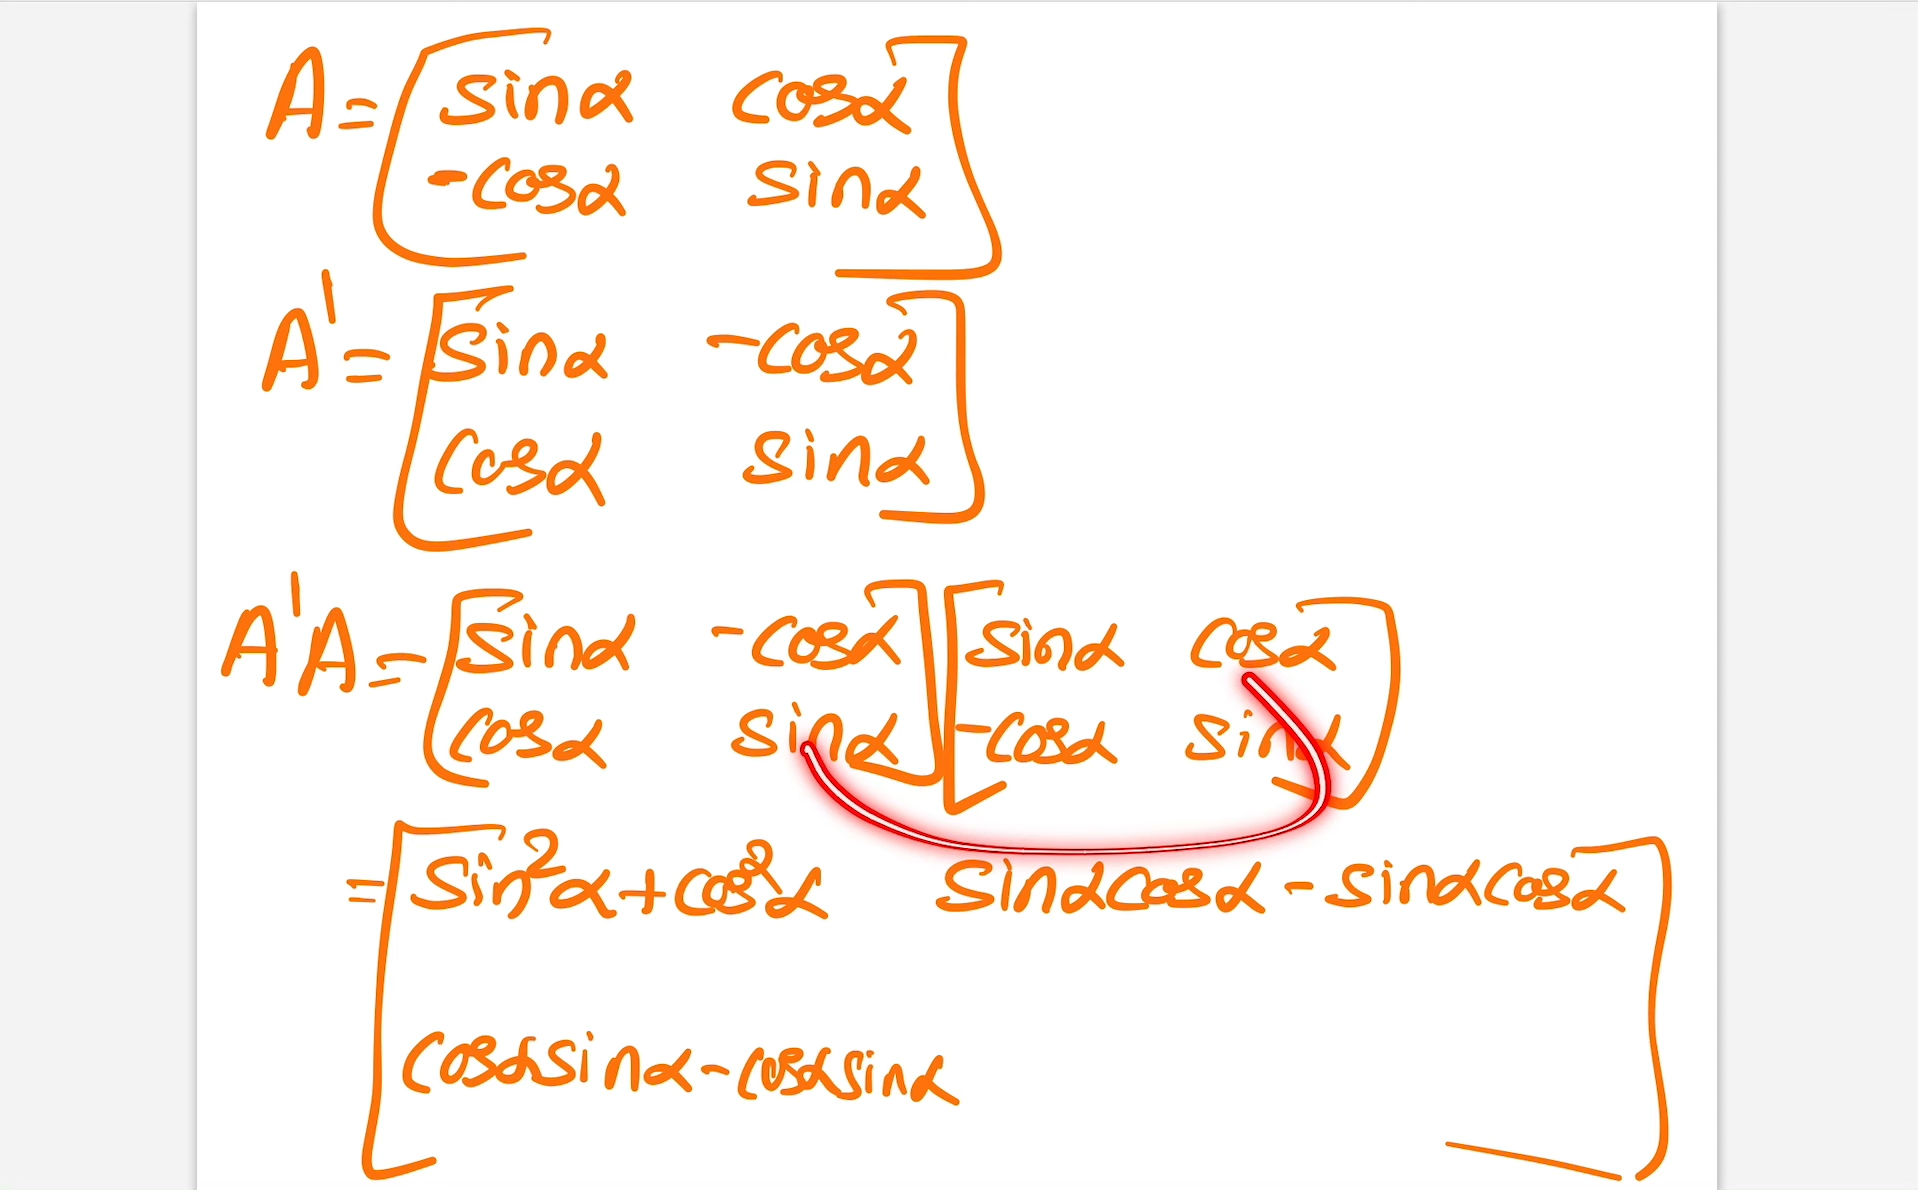 A = [sinα cosα
-cosα sinα]
A' = [sinα -cosα
cosα sinα]
A'A = [sinα -cosα] [sinα cosα]
[cosα sinα] [-cosα sinα]
= [sin²α + cos²α sinαcosα - sinαcosα
cosαsinα - cosαsinα ]